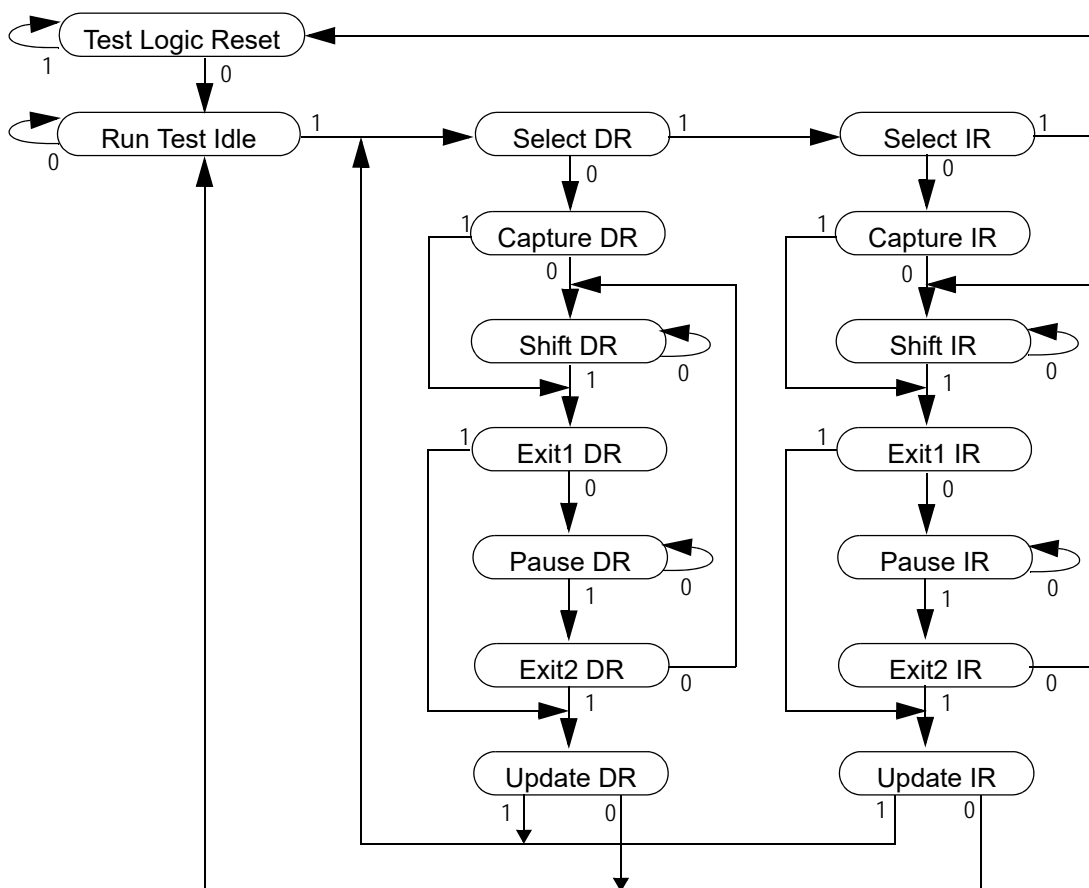 Test Logic Reset
1
0
Run Test Idle
1
0
Select DR
1
0
Select IR
1
0
Capture DR
1
0
Capture IR
1
0
Shift DR
0
1
Shift IR
0
1
Exit1 DR
1
0
Exit1 IR
1
0
Pause DR
0
1
Pause IR
0
1
Exit2 DR
0
1
Exit2 IR
0
1
Update DR
1
0
Update IR
1
0